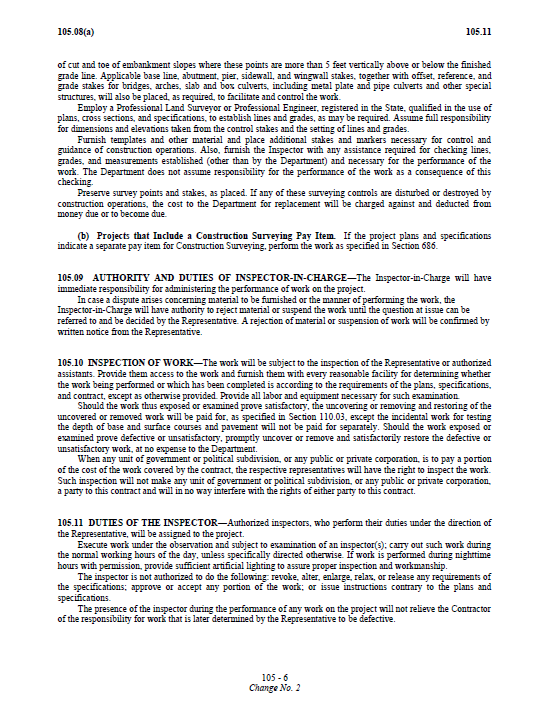 105.08(a) 105.11
of cut and toe of embankment slopes where these points are more than 5 feet vertically above or below the finished
grade line. Applicable base line, abutment, pier, sidewall, and wingwall stakes, together with offset, reference, and
grade stakes for bridges, arches, slab and box culverts, including metal plate and pipe culverts and other special
structures, will also be placed, as required, to facilitate and control the work.
Employ a Professional Land Surveyor or Professional Engineer, registered in the State, qualified in the use of
plans, cross sections, and specifications, to establish lines and grades, as may be required. Assume full responsibility
for dimensions and elevations taken from the control stakes and the setting of lines and grades.
Furnish templates and other material and place additional stakes and markers necessary for control and
guidance of construction operations. Also, furnish the Inspector with any assistance required for checking lines,
grades, and measurements established (other than by the Department) and necessary for the performance of the
work. The Department does not assume responsibility for the performance of the work as a consequence of this
checking.
Preserve survey points and stakes, as placed. If any of these surveying controls are disturbed or destroyed by
construction operations, the cost to the Department for replacement will be charged against and deducted from
money due or to become due.
(b) Projects that Include a Construction Surveying Pay Item. If the project plans and specifications
indicate a separate pay item for Construction Surveying, perform the work as specified in Section 686.
105.09 AUTHORITY AND DUTIES OF INSPECTOR-IN-CHARGE—The Inspector-in-Charge will have
immediate responsibility for administering the performance of work on the project.
In case a dispute arises concerning material to be furnished or the manner of performing the work, the
Inspector-in-Charge will have authority to reject material or suspend the work until the question at issue can be
referred to and be decided by the Representative. A rejection of material or suspension of work will be confirmed by
written notice from the Representative.
105.10 INSPECTION OF WORK—The work will be subject to the inspection of the Representative or authorized
assistants. Provide them access to the work and furnish them with every reasonable facility for determining whether
the work being performed or which has been completed is according to the requirements of the plans, specifications,
and contract, except as otherwise provided. Provide all labor and equipment necessary for such examination.
Should the work thus exposed or examined prove satisfactory, the uncovering or removing and restoring of the
uncovered or removed work will be paid for, as specified in Section 110.03, except the incidental work for testing
the depth of base and surface courses and pavement will not be paid for separately. Should the work exposed or
examined prove defective or unsatisfactory, promptly uncover or remove and satisfactorily restore the defective or
unsatisfactory work, at no expense to the Department.
When any unit of government or political subdivision, or any public or private corporation, is to pay a portion
of the cost of the work covered by the contract, the respective representatives will have the right to inspect the work.
Such inspection will not make any unit of government or political subdivision, or any public or private corporation,
a party to this contract and will in no way interfere with the rights of either party to this contract.
105.11 DUTIES OF THE INSPECTOR—Authorized inspectors, who perform their duties under the direction of
the Representative, will be assigned to the project.
Execute work under the observation and subject to examination of an inspector(s); carry out such work during
the normal working hours of the day, unless specifically directed otherwise. If work is performed during nighttime
hours with permission, provide sufficient artificial lighting to assure proper inspection and workmanship.
The inspector is not authorized to do the following: revoke, alter, enlarge, relax, or release any requirements of
the specifications; approve or accept any portion of the work; or issue instructions contrary to the plans and
specifications.
The presence of the inspector during the performance of any work on the project will not relieve the Contractor
of the responsibility for work that is later determined by the Representative to be defective.
105 - 6
Change No. 2